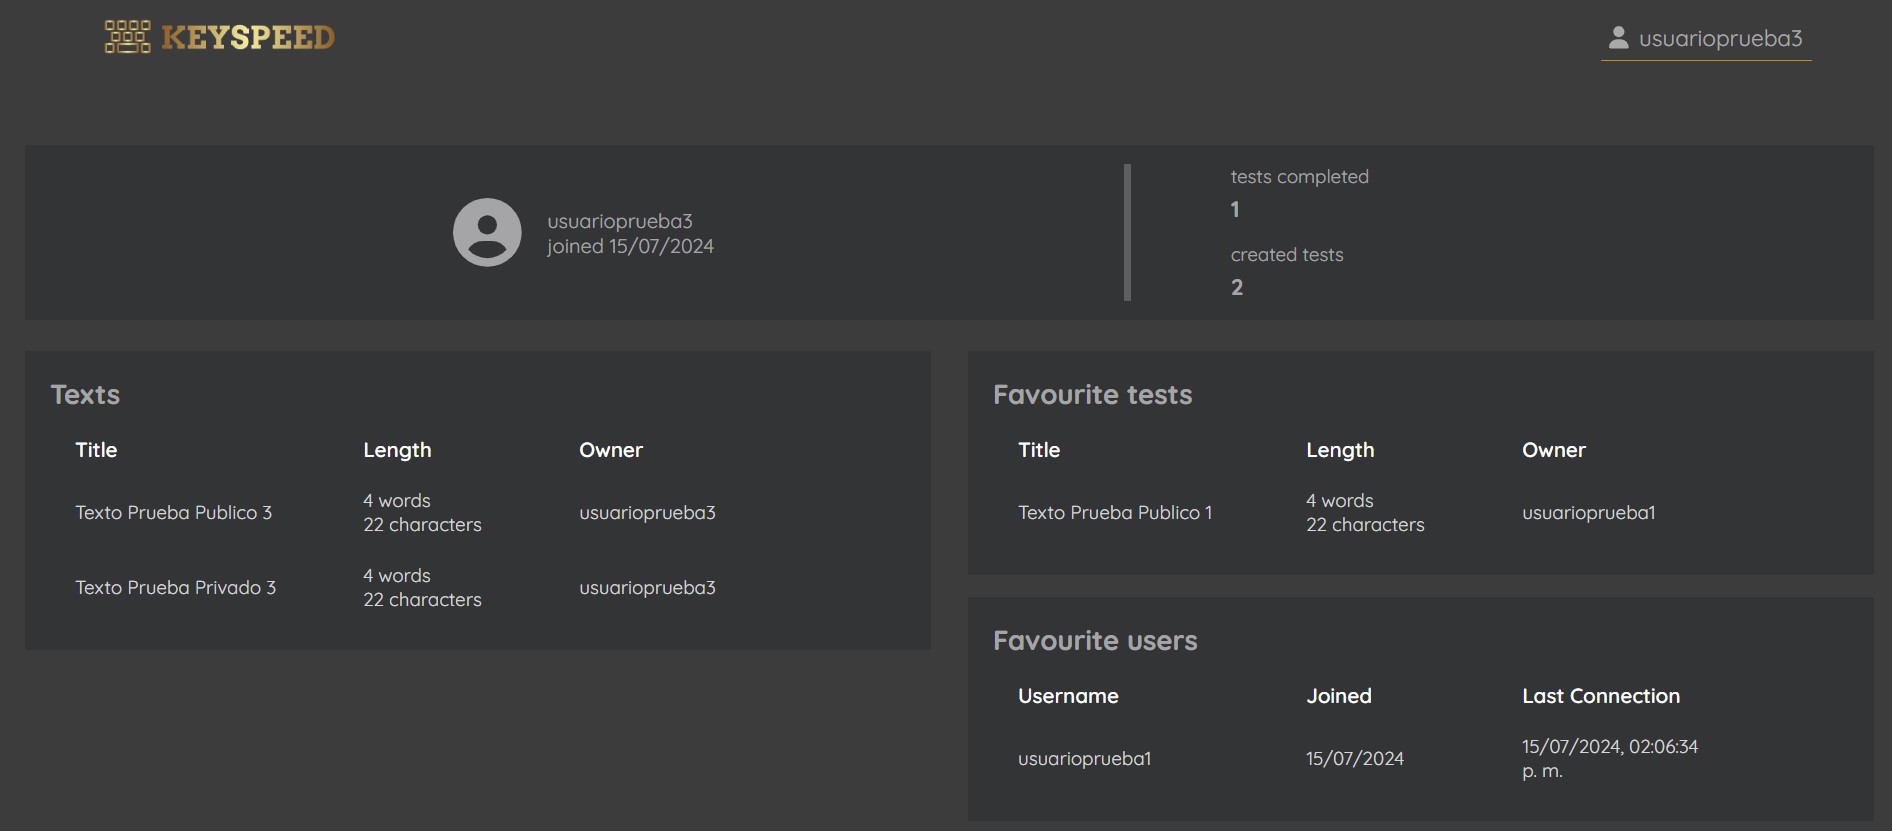 KEYSPEED
usuarioprueba3
usuarioprueba3
joined 15/07/2024
tests completed
1
created tests
2
Texts
Title Length Owner
Texto Prueba Publico 3 4 words usuarioprueba3
22 characters
Texto Prueba Privado 3 4 words usuarioprueba3
22 characters
Favourite tests
Title Length Owner
Texto Prueba Publico 1 4 words usuarioprueba1
22 characters
Favourite users
Username Joined Last Connection
usuarioprueba1 15/07/2024 15/07/2024, 02:06:34
p. m.